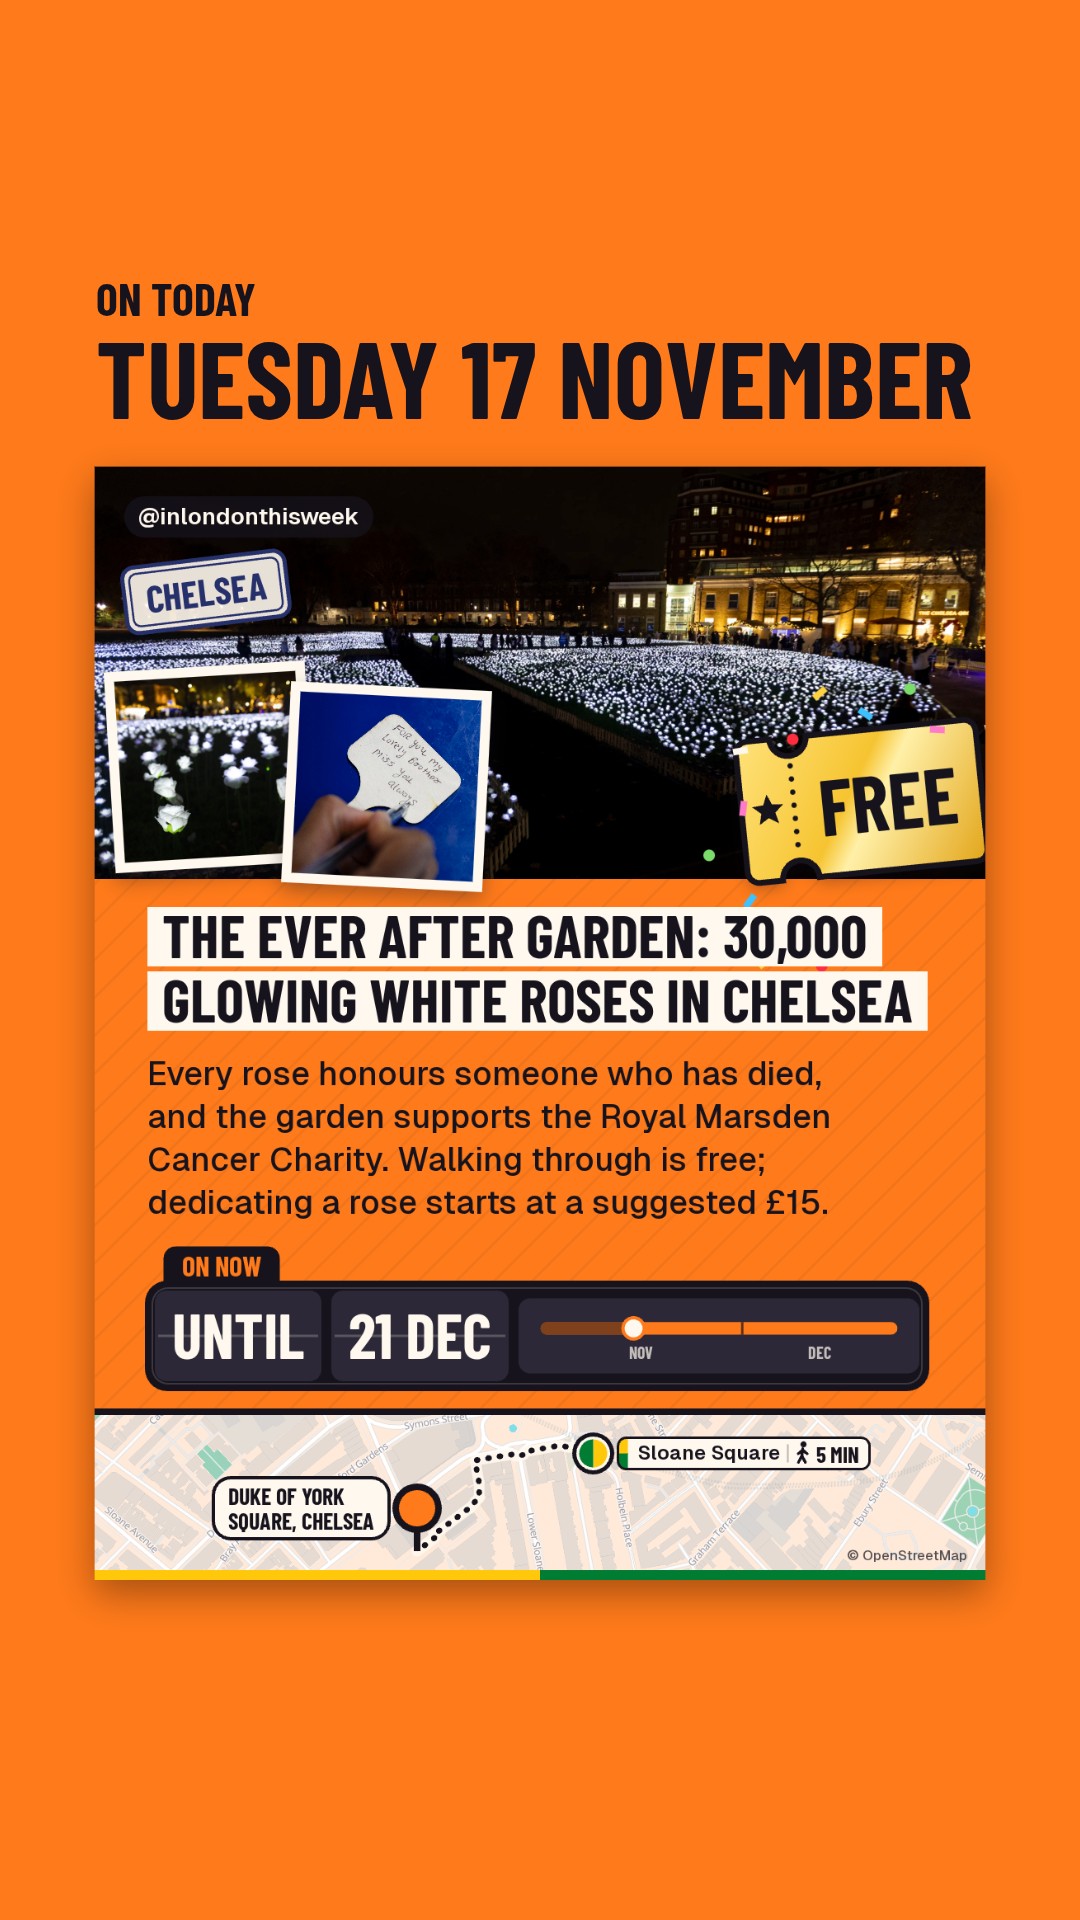 ON TODAY
TUESDAY 17 NOVEMBER
@inlondonthisweek
CHELSEA
FOR you my
Lovely Brother
miss you
always
FREE
THE EVER AFTER GARDEN: 30,000
GLOWING WHITE ROSES IN CHELSEA
Every rose honours someone who has died,
and the garden supports the Royal Marsden
Cancer Charity. Walking through is free;
dedicating a rose starts at a suggested £15.
ON NOW
UNTIL 21 DEC
NOV DEC
Symons Street
Sloane Square 5 MIN
DUKE OF YORK
SQUARE, CHELSEA
Sloane Avenue
Lower Sloane
Holbein Place
Graham Terrace
Ebury Street
© OpenStreetMap